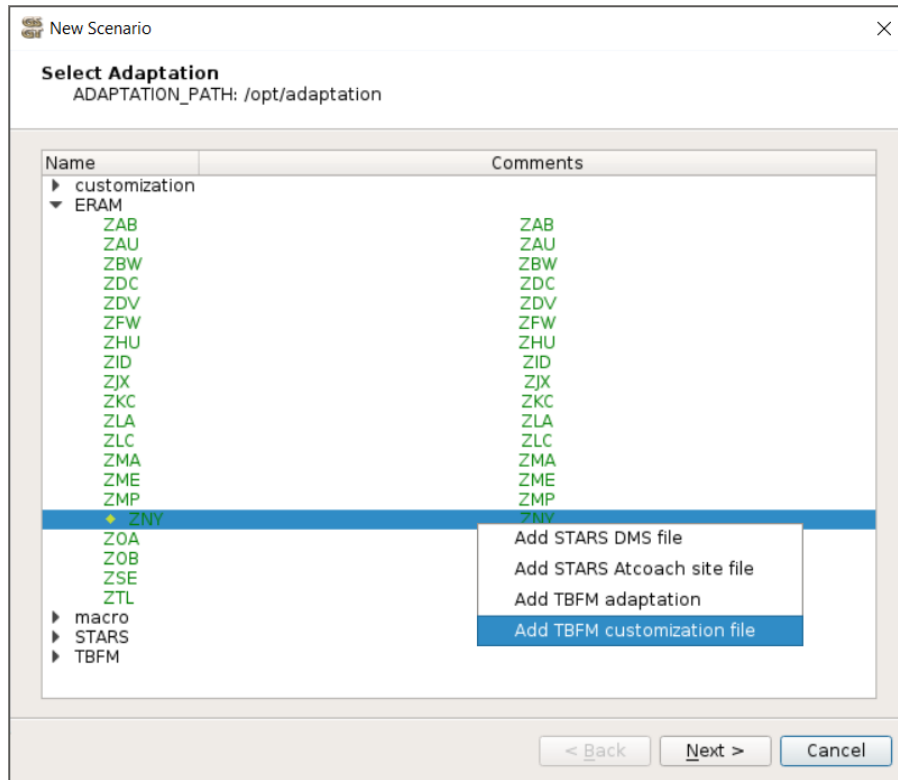 New Scenario
Select Adaptation
ADAPTATION_PATH: /opt/adaptation
Name Comments
customization
ERAM
ZAB ZAB
ZAU ZAU
ZBW ZBW
ZDC ZDC
ZDV ZDV
ZFW ZFW
ZHU ZHU
ZID ZID
ZJX ZJX
ZKC ZKC
ZLA ZLA
ZLC ZLC
ZMA ZMA
ZME ZME
ZMP ZMP
ZNY ZNY
ZOA Add STARS DMS file
ZOB Add STARS Atcoach site file
ZSE
ZTL Add TBFM adaptation
macro
STARS Add TBFM customization file
TBFM
< Back Next > Cancel